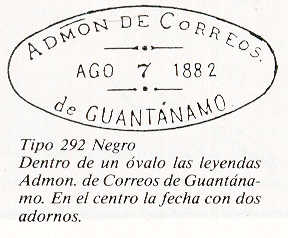 ADMON DE CORREOS.
AGO 7 1882
de GUANTÁNAMO
Tipo 292 Negro
Dentro de un óvalo las leyendas
Admon. de Correos de Guantána-
mo. En el centro la fecha con dos
adornos.